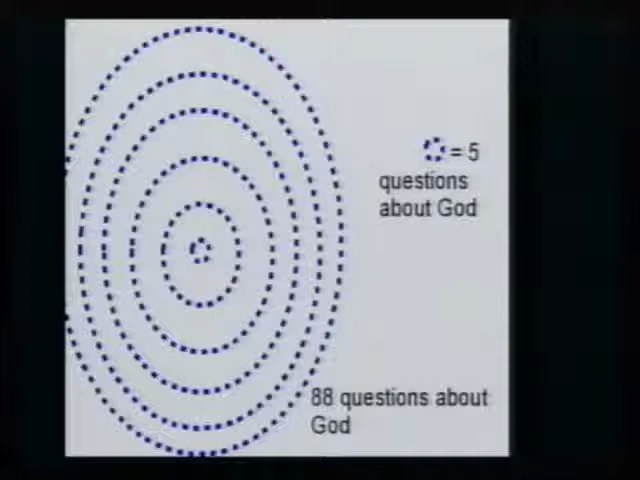 = 5
questions
about God
88 questions about
God